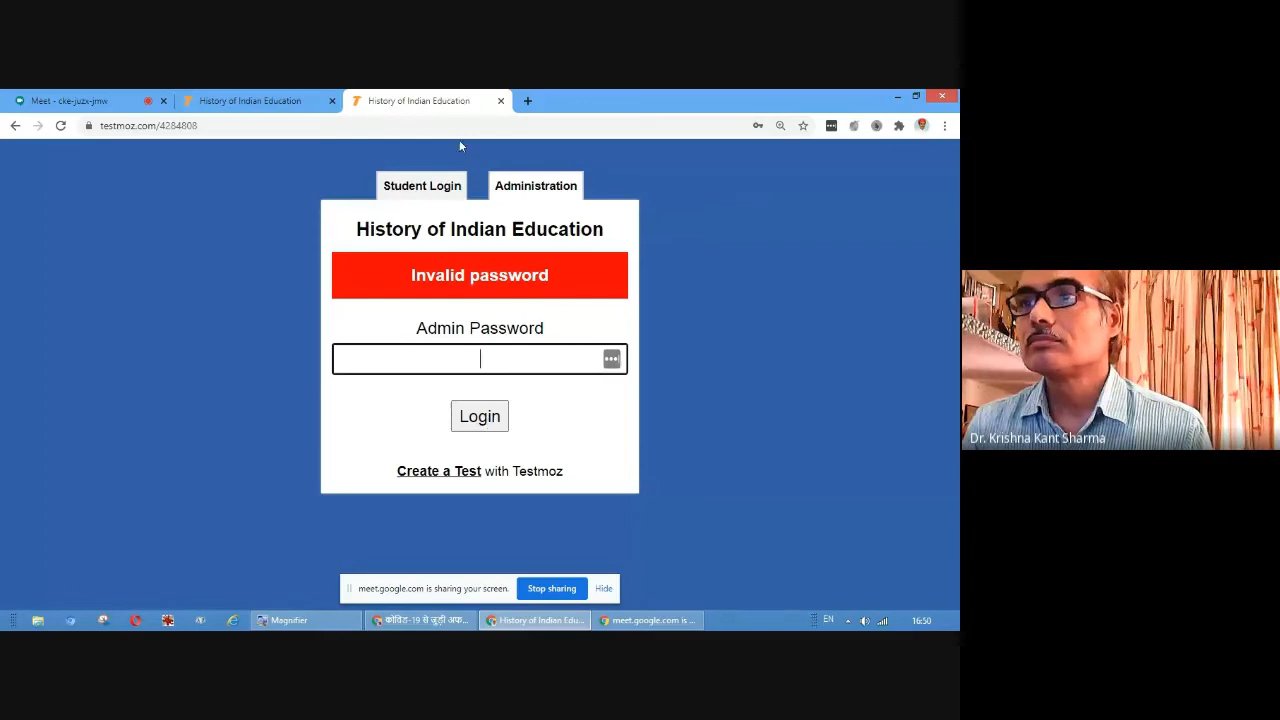 Meet - cke-juzx-jmw
History of Indian Education
History of Indian Education
testmoz.com/4284808
Student Login
Administration
History of Indian Education
Invalid password
Admin Password
Login
Create a Test with Testmoz
Dr. Krishna Kant Sharma
meet.google.com is sharing your screen.
Stop sharing
Hide
Magnifier
कोविड-19 से जुड़ी अफ...
History of Indian Edu...
meet.google.com is ...
EN
16:50